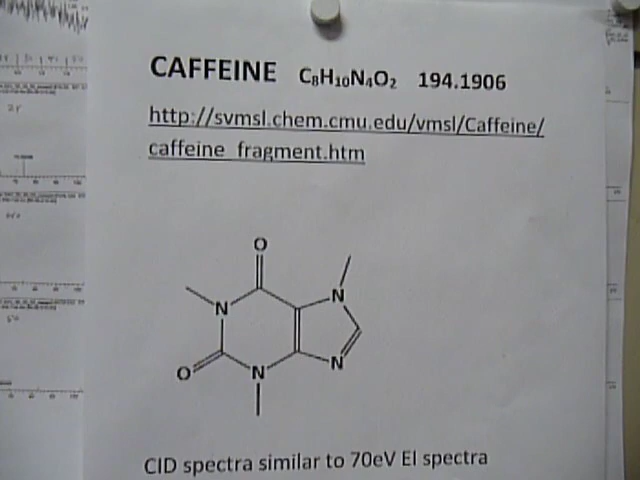 CAFFEINE C₈H₁₀N₄O₂ 194.1906
http://svmsl.chem.cmu.edu/vmsl/Caffeine/
caffeine_fragment.htm
O
N
N
O
N
N
CID spectra similar to 70eV EI spectra